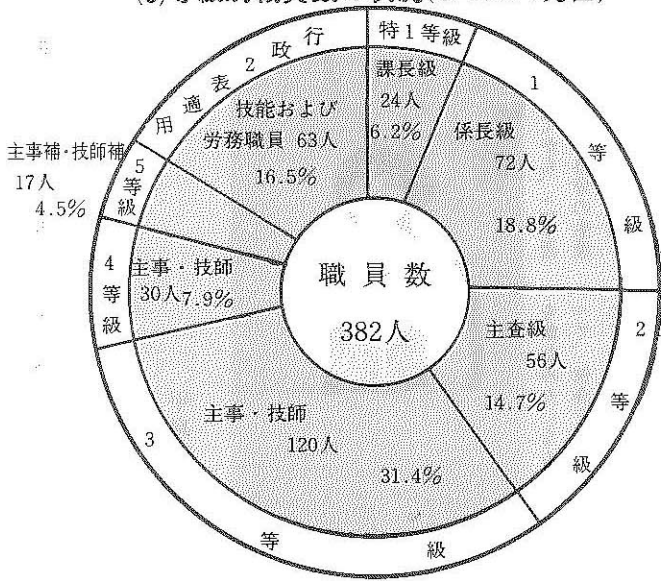 特1等級
課長級
24人
6.2%
1等級
係長級
72人
18.8%
2等級
主査級
56人
14.7%
3等級
主事・技師
120人
31.4%
4等級
主事・技師
30人 7.9%
5等級
主事補・技師補
17人
4.5%
行政2表適用
技能および
労務職員 63人
16.5%
職員数
382人